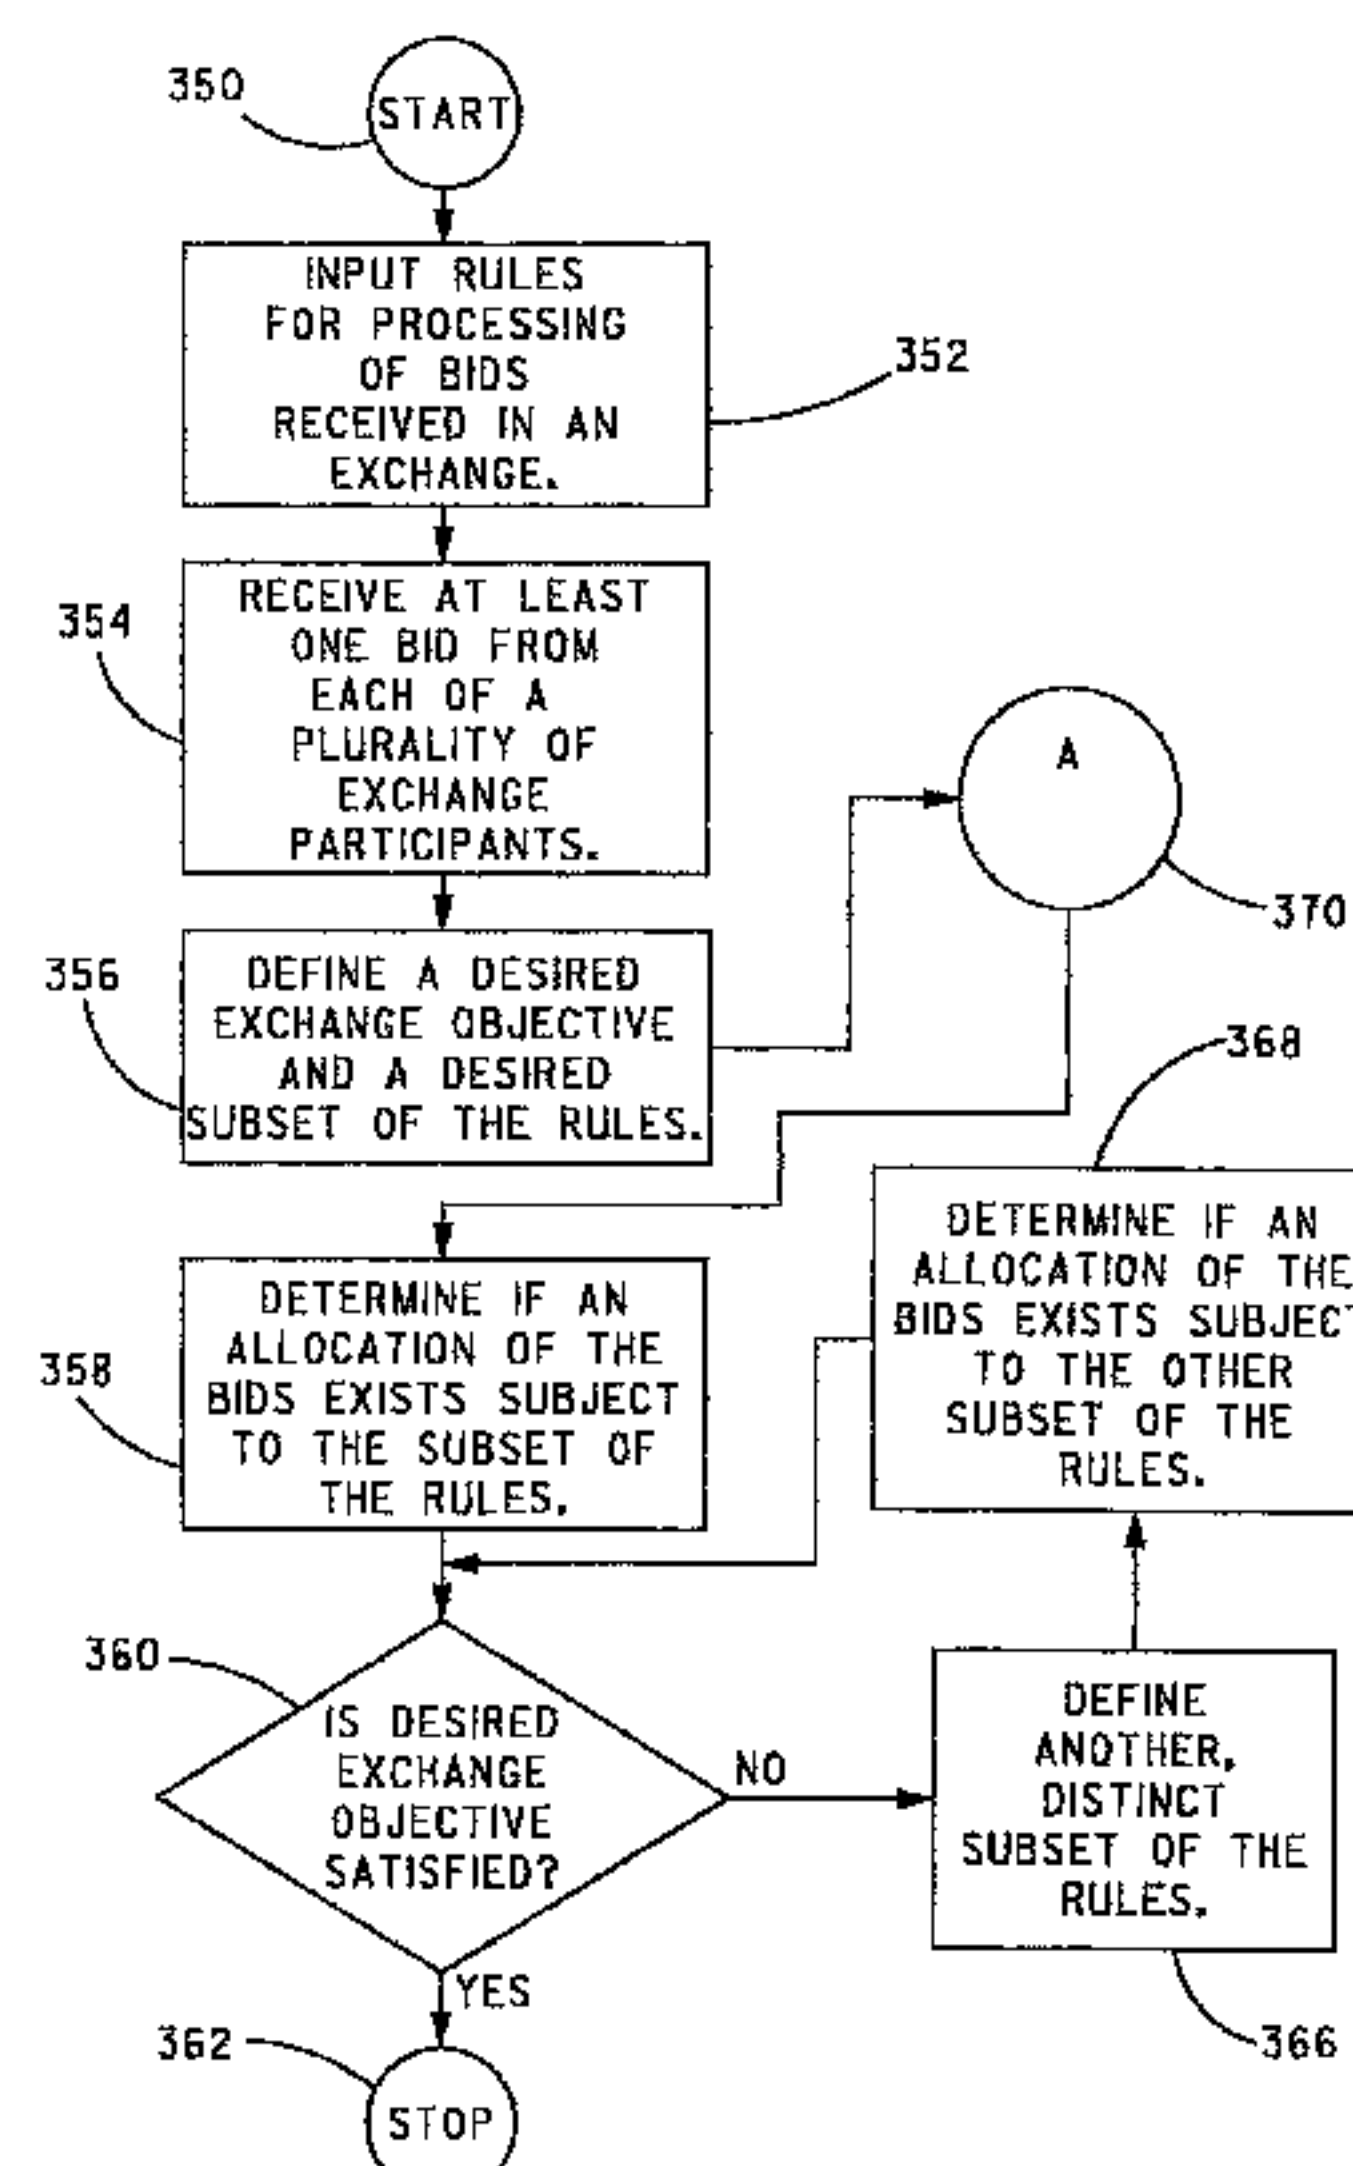 350
START
INPUT RULES
FOR PROCESSING
OF BIDS
RECEIVED IN AN
EXCHANGE.
352
354
RECEIVE AT LEAST
ONE BID FROM
EACH OF A
PLURALITY OF
EXCHANGE
PARTICIPANTS.
A
370
356
DEFINE A DESIRED
EXCHANGE OBJECTIVE
AND A DESIRED
SUBSET OF THE RULES.
368
DETERMINE IF AN
ALLOCATION OF THE
BIDS EXISTS SUBJECT
TO THE OTHER
SUBSET OF THE
RULES.
358
DETERMINE IF AN
ALLOCATION OF THE
BIDS EXISTS SUBJECT
TO THE SUBSET OF
THE RULES.
360
IS DESIRED
EXCHANGE
OBJECTIVE
SATISFIED?
NO
DEFINE
ANOTHER,
DISTINCT
SUBSET OF THE
RULES.
366
YES
362
STOP